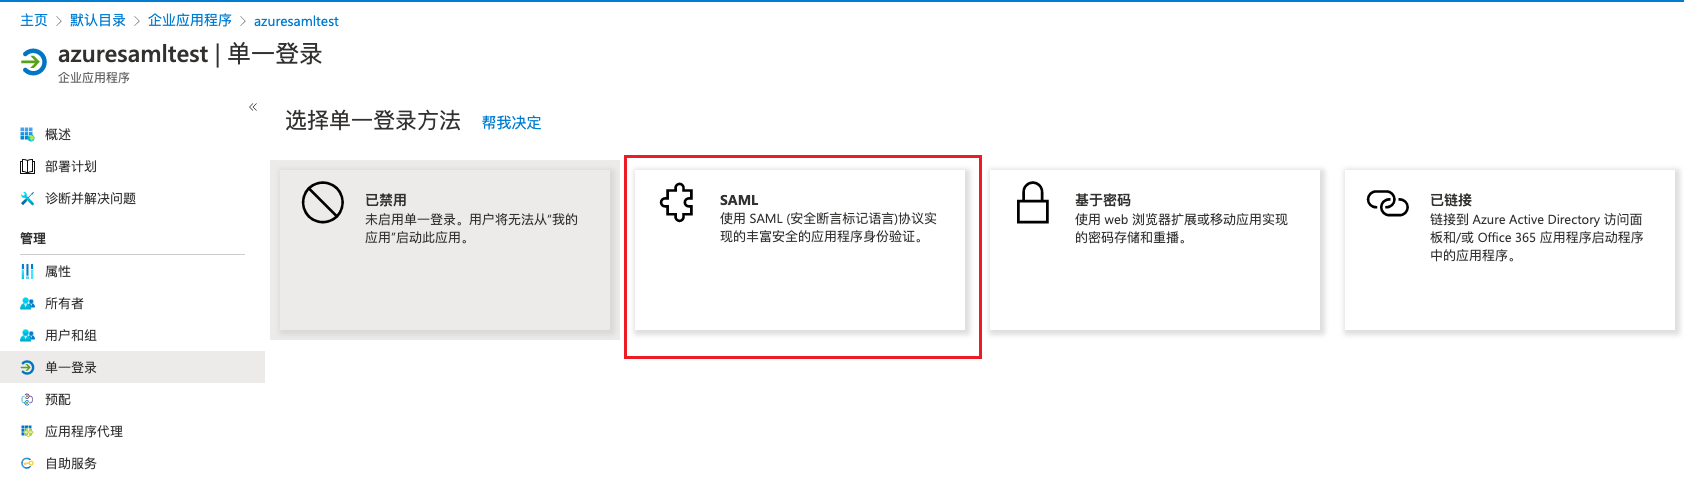 主页 > 默认目录 > 企业应用程序 > azuresamltest
azuresamltest | 单一登录
企业应用程序
«
概述
部署计划
诊断并解决问题
管理
属性
所有者
用户和组
单一登录
预配
应用程序代理
自助服务
选择单一登录方法 帮我决定
已禁用
未启用单一登录。用户将无法从“我的
应用”启动此应用。
SAML
使用 SAML (安全断言标记语言)协议实
现的丰富安全的应用程序身份验证。
基于密码
使用 web 浏览器扩展或移动应用实现
的密码存储和重播。
已链接
链接到 Azure Active Directory 访问面
板和/或 Office 365 应用程序启动程序
中的应用程序。